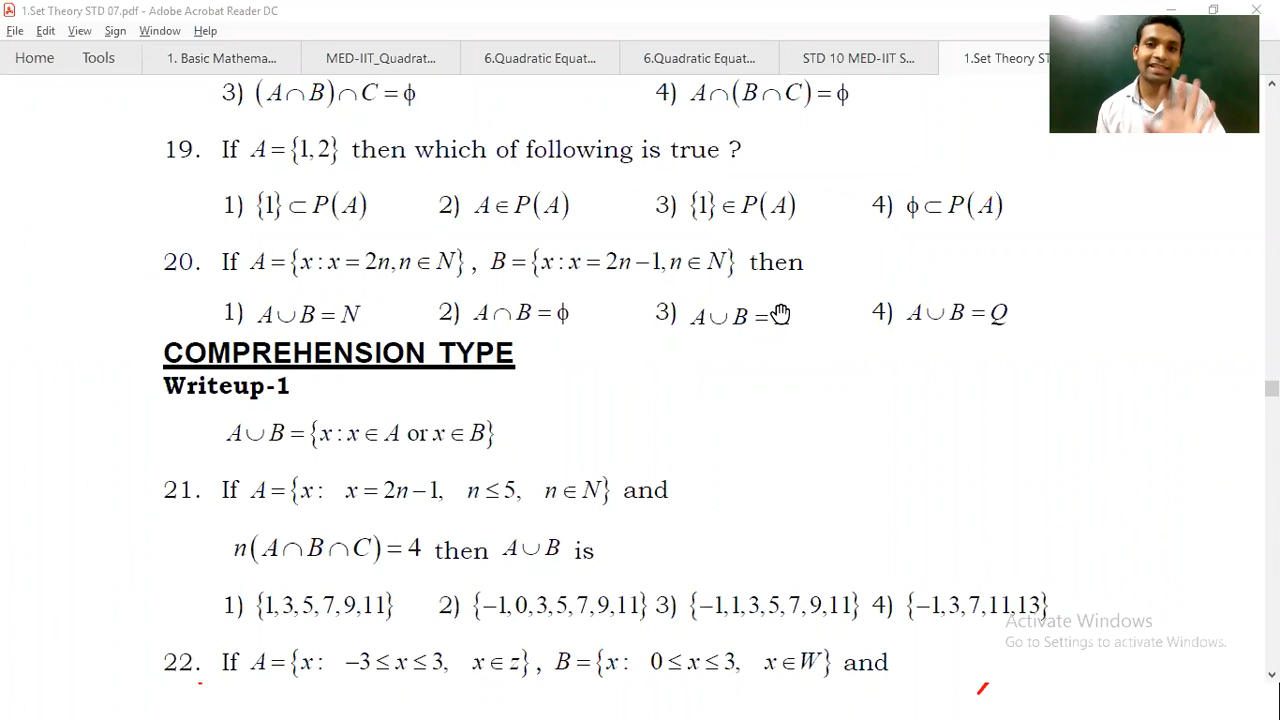 1.Set Theory STD 07.pdf - Adobe Acrobat Reader DC
File Edit View Sign Window Help
Home Tools 1. Basic Mathema... MED-IIT_Quadrat... 6.Quadratic Equat... 6.Quadratic Equat... STD 10 MED-IIT S... 1.Set Theory ST
3) (A∩B)∩C=ϕ 4) A∩(B∩C)=ϕ
19. If A={1,2} then which of following is true ?
1) {1}⊂P(A) 2) A∈P(A) 3) {1}∈P(A) 4) ϕ⊂P(A)
20. If A={x:x=2n,n∈N}, B={x:x=2n−1,n∈N} then
1) A∪B=N 2) A∩B=ϕ 3) A∪B= 4) A∪B=Q
COMPREHENSION TYPE
Writeup-1
A∪B={x:x∈A or x∈B}
21. If A={x: x=2n−1, n≤5, n∈N} and
n(A∩B∩C)=4 then A∪B is
1) {1,3,5,7,9,11} 2) {−1,0,3,5,7,9,11} 3) {−1,1,3,5,7,9,11} 4) {−1,3,7,11,13}
Activate Windows
Go to Settings to activate Windows.
22. If A={x: −3≤x≤3, x∈z}, B={x: 0≤x≤3, x∈W} and